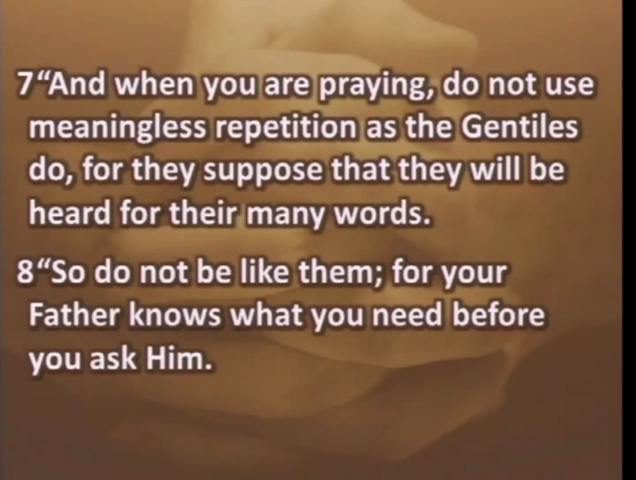 7“And when you are praying, do not use
meaningless repetition as the Gentiles
do, for they suppose that they will be
heard for their many words.
8“So do not be like them; for your
Father knows what you need before
you ask Him.